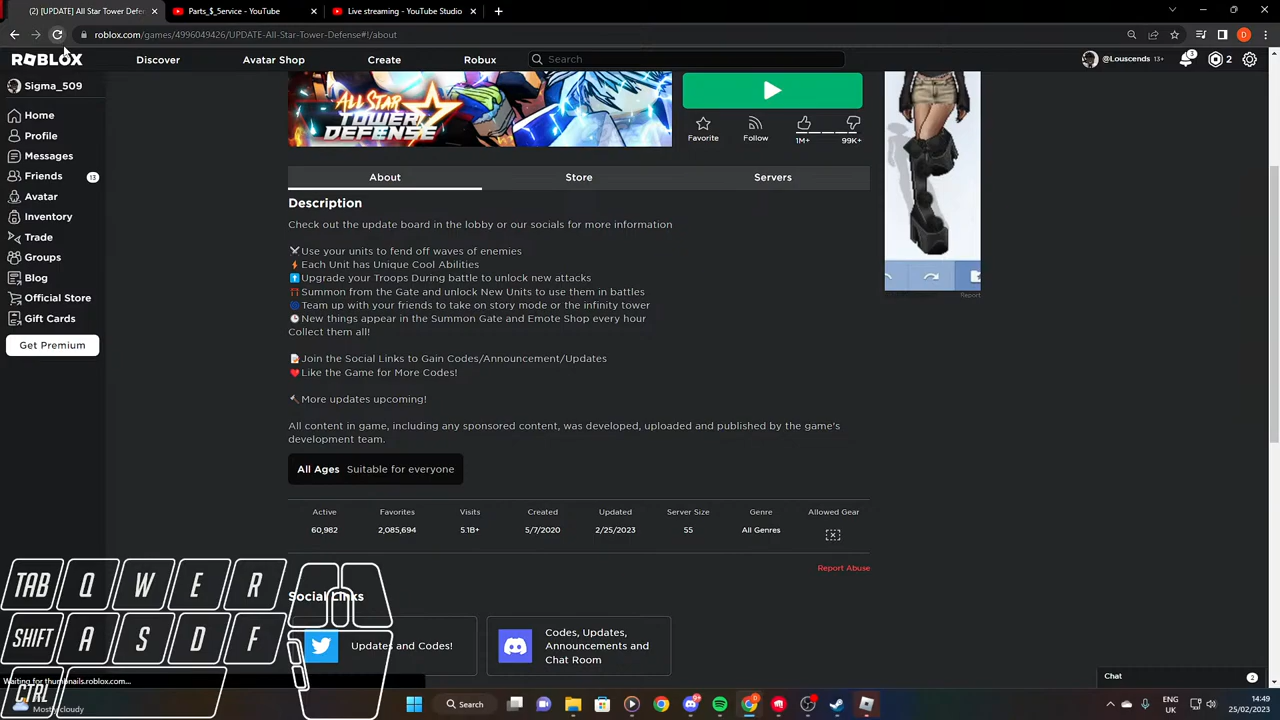 (2) [UPDATE] All Star Tower Defe
Parts_$_Service - YouTube
Live streaming - YouTube Studio
roblox.com/games/4996049426/UPDATE-All-Star-Tower-Defense#!/about
D
ROBLOX
Discover
Avatar Shop
Create
Robux
Search
@Louscends 13+
3
2
Sigma_509
Home
Profile
Messages
Friends
13
Avatar
Inventory
Trade
Groups
Blog
Official Store
Gift Cards
Get Premium
ALL STAR
TOWER
DEFENSE
Favorite
Follow
1M+
99K+
Report
About
Store
Servers
Description
Check out the update board in the lobby or our socials for more information
Use your units to fend off waves of enemies
Each Unit has Unique Cool Abilities
Upgrade your Troops During battle to unlock new attacks
Summon from the Gate and unlock New Units to use them in battles
Team up with your friends to take on story mode or the infinity tower
New things appear in the Summon Gate and Emote Shop every hour
Collect them all!
Join the Social Links to Gain Codes/Announcement/Updates
Like the Game for More Codes!
More updates upcoming!
All content in game, including any sponsored content, was developed, uploaded and published by the game's
development team.
All Ages Suitable for everyone
Active
Favorites
Visits
Created
Updated
Server Size
Genre
Allowed Gear
60,982
2,085,694
5.1B+
5/7/2020
2/25/2023
55
All Genres
Report Abuse
Social Links
Updates and Codes!
Codes, Updates,
Announcements and
Chat Room
TAB
Q
W
E
R
SHIFT
A
S
D
F
CTRL
Waiting for thumbnails.roblox.com...
Chat
2
Mostly cloudy
Search
ENG
UK
14:49
25/02/2023